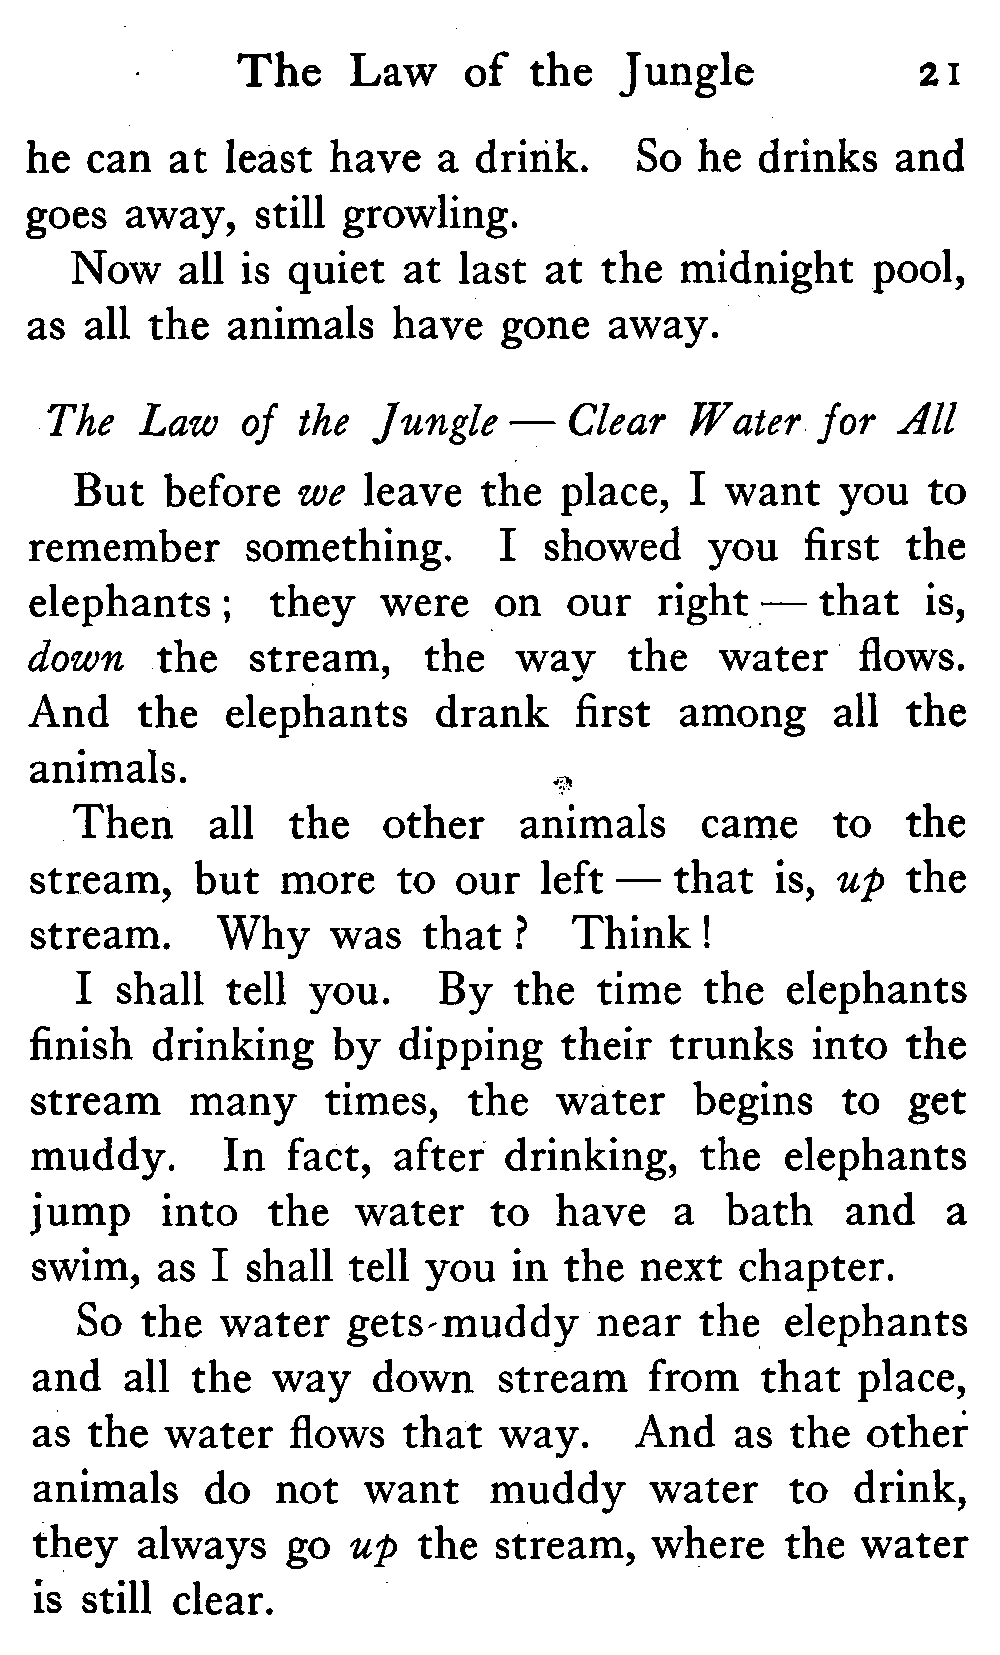 The Law of the Jungle 21
he can at least have a drink. So he drinks and
goes away, still growling.
Now all is quiet at last at the midnight pool,
as all the animals have gone away.
The Law of the Jungle — Clear Water for All
But before we leave the place, I want you to
remember something. I showed you first the
elephants; they were on our right — that is,
down the stream, the way the water flows.
And the elephants drank first among all the
animals.
Then all the other animals came to the
stream, but more to our left — that is, up the
stream. Why was that? Think!
I shall tell you. By the time the elephants
finish drinking by dipping their trunks into the
stream many times, the water begins to get
muddy. In fact, after drinking, the elephants
jump into the water to have a bath and a
swim, as I shall tell you in the next chapter.
So the water gets muddy near the elephants
and all the way down stream from that place,
as the water flows that way. And as the other
animals do not want muddy water to drink,
they always go up the stream, where the water
is still clear.